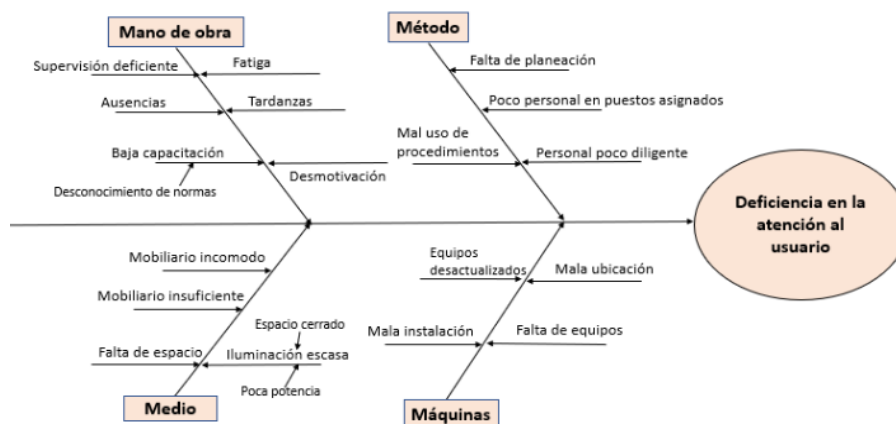 Mano de obra
Método
Supervisión deficiente
Fatiga
Falta de planeación
Ausencias
Tardanzas
Poco personal en puestos asignados
Mal uso de
procedimientos
Baja capacitación
Personal poco diligente
Desmotivación
Desconocimiento de normas
Deficiencia en la
atención al
usuario
Mobiliario incomodo
Equipos
desactualizados
Mala ubicación
Mobiliario insuficiente
Espacio cerrado
Mala instalación
Falta de equipos
Falta de espacio
Iluminación escasa
Poca potencia
Medio
Máquinas